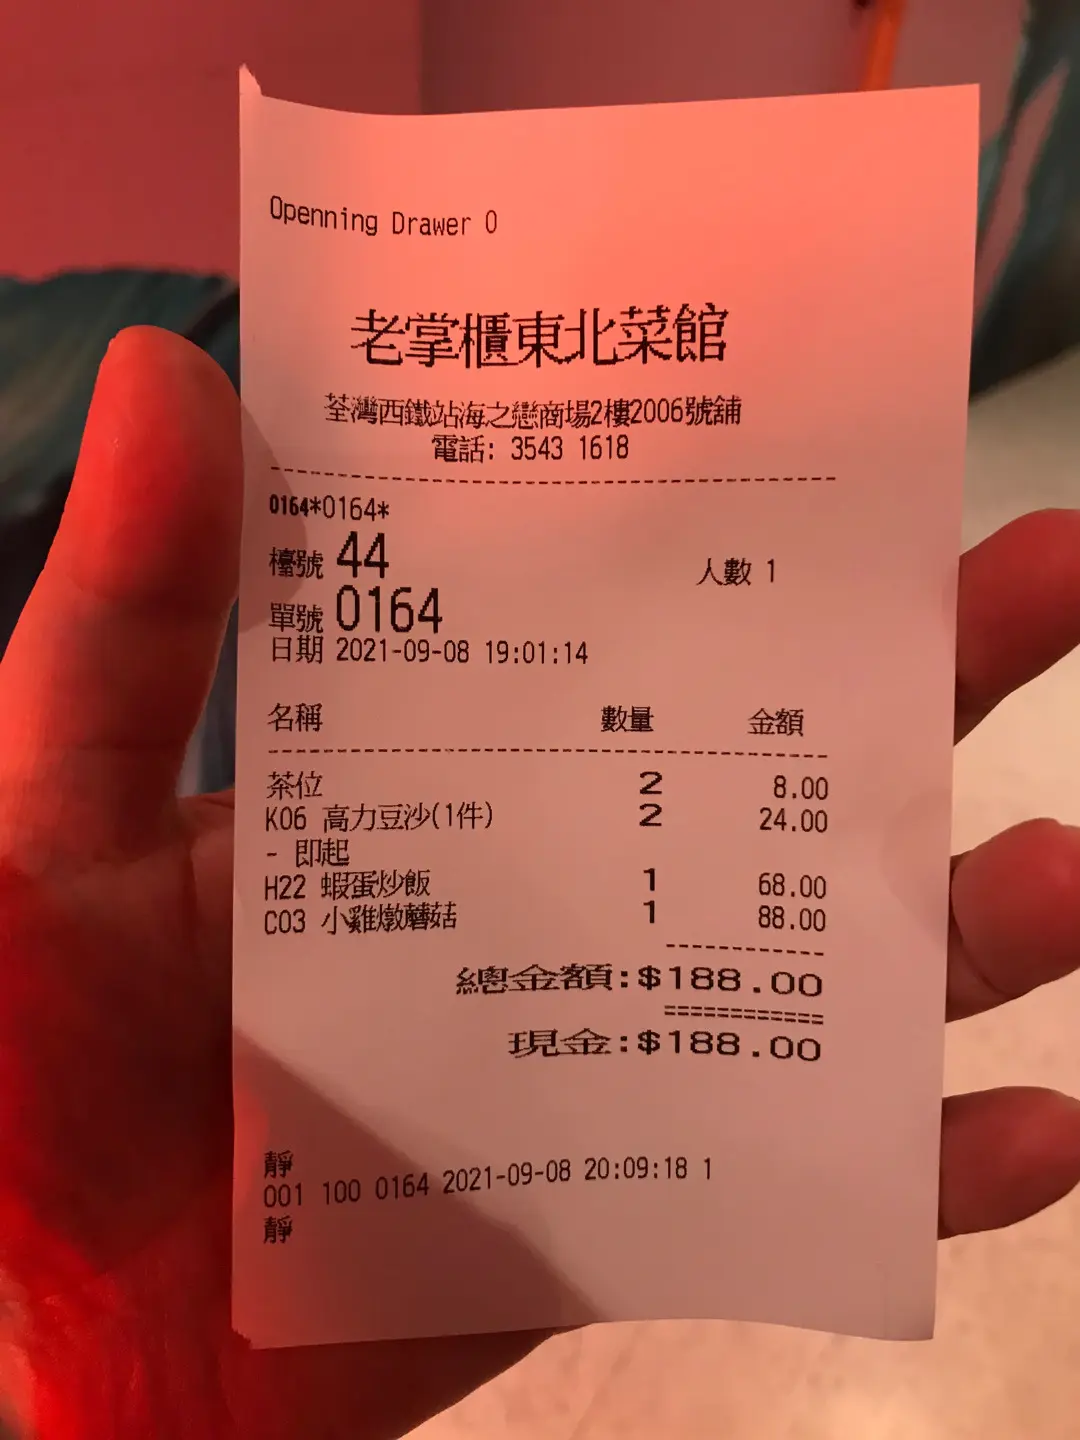 Openning Drawer 0
老掌櫃東北菜館
荃灣西鐵站海之戀商場2樓2006號舖
電話: 3543 1618
0164*0164*
檯號 44 人數 1
單號 0164
日期 2021-09-08 19:01:14
名稱 數量 金額
茶位 2 8.00
K06 高力豆沙(1件) 2 24.00
- 即起
H22 蝦蛋炒飯 1 68.00
C03 小雞燉蘑菇 1 88.00
總金額:$188.00
現金:$188.00
靜
001 100 0164 2021-09-08 20:09:18 1
靜